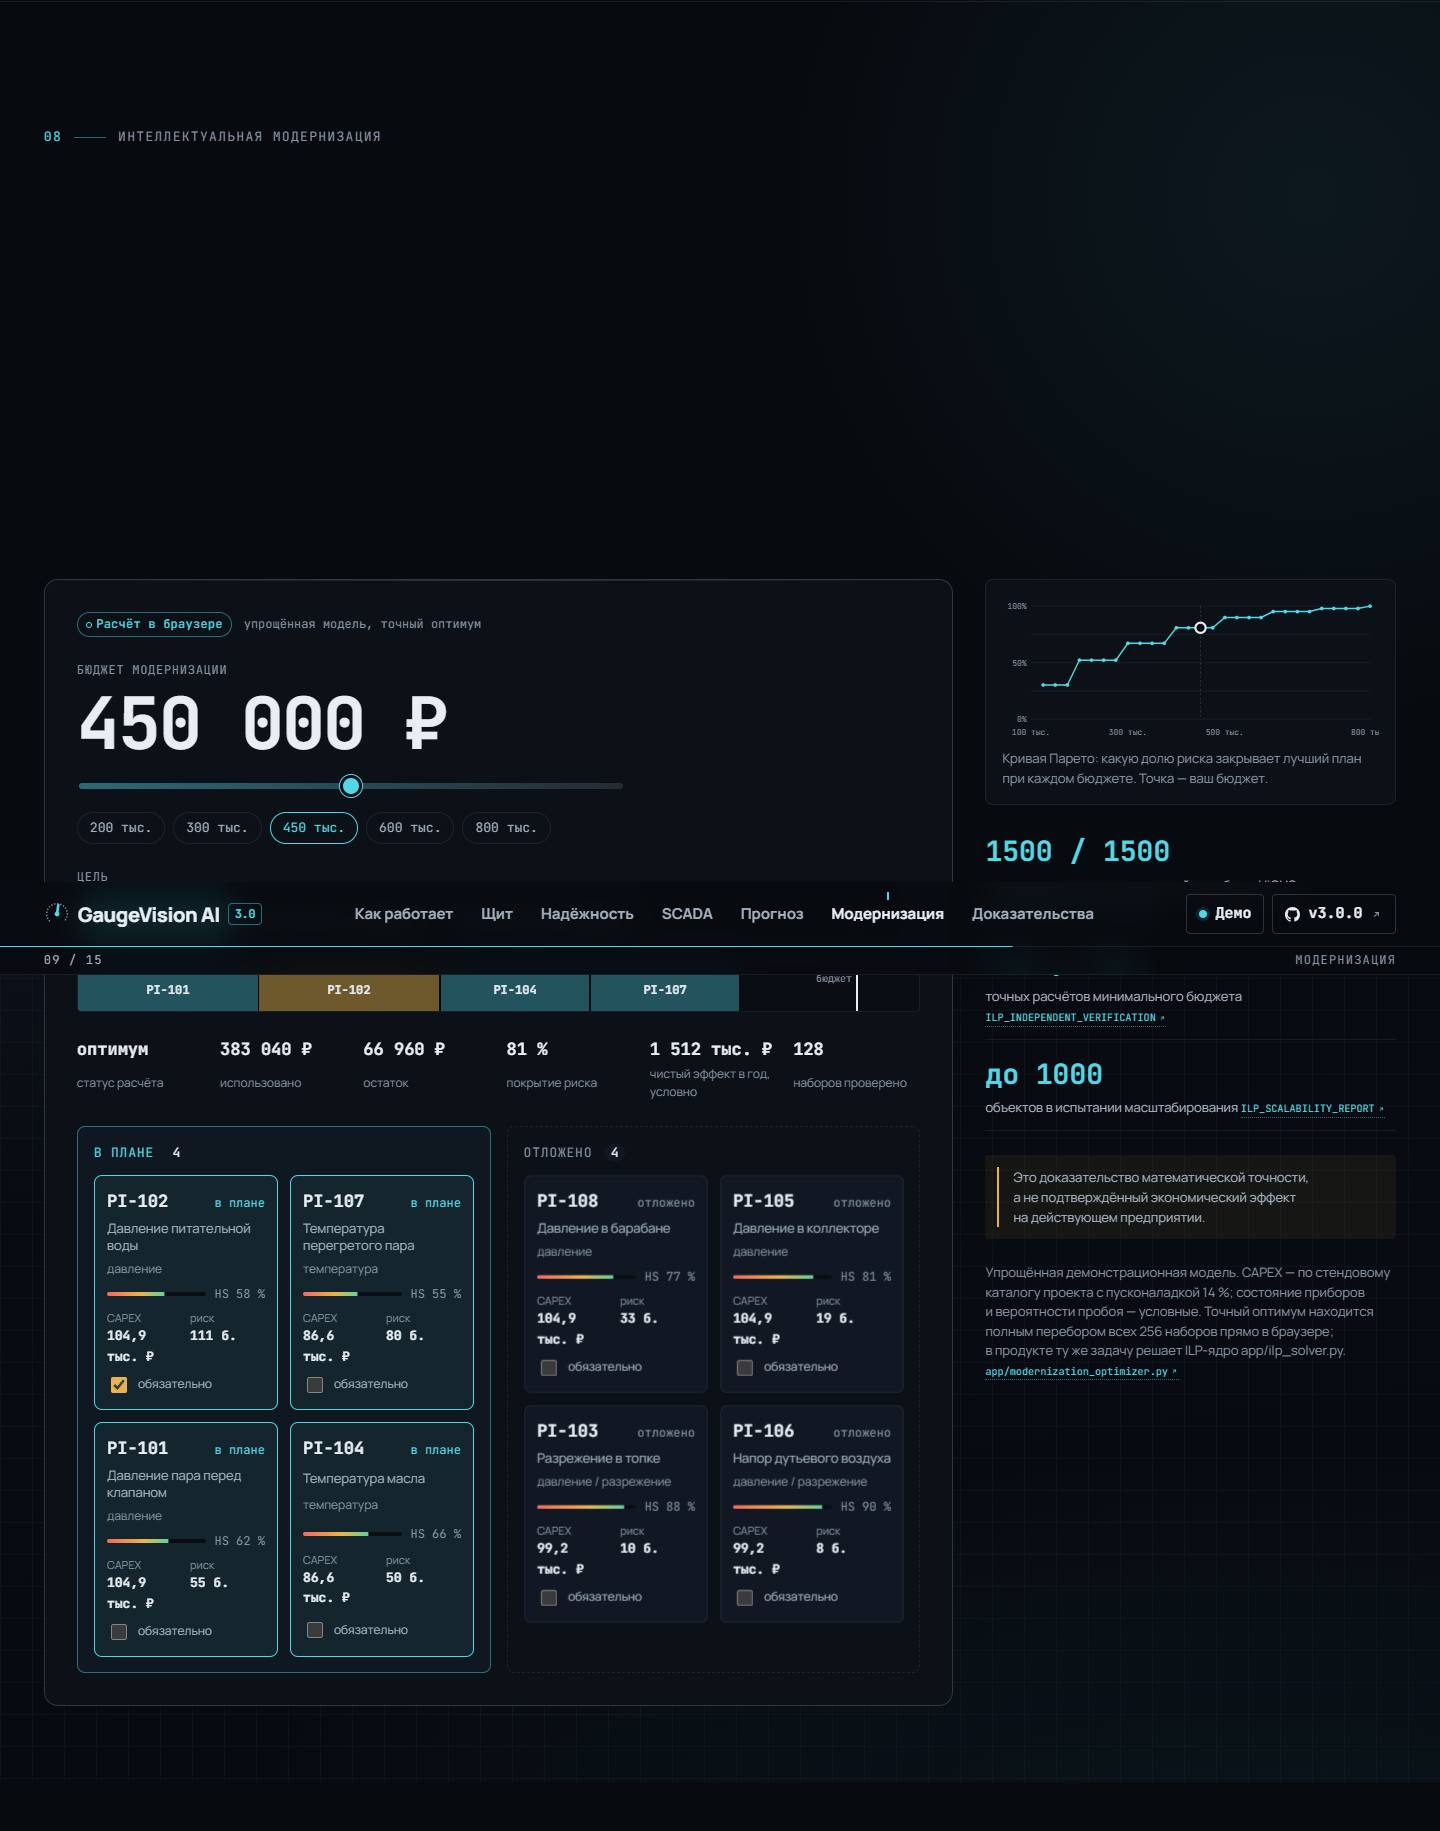 08 ИНТЕЛЛЕКТУАЛЬНАЯ МОДЕРНИЗАЦИЯ
Расчёт в браузере упрощённая модель, точный оптимум
БЮДЖЕТ МОДЕРНИЗАЦИИ
450 000 ₽
200 тыс. 300 тыс. 450 тыс. 600 тыс. 800 тыс.
ЦЕЛЬ
100%
50%
0%
100 тыс. 300 тыс. 500 тыс. 800 ты
Кривая Парето: какую долю риска закрывает лучший план
при каждом бюджете. Точка — ваш бюджет.
1500 / 1500
GaugeVision AI 3.0 Как работает Щит Надёжность SCADA Прогноз Модернизация Доказательства Демо v3.0.0 ↗
09 / 15 МОДЕРНИЗАЦИЯ
PI-101 PI-102 PI-104 PI-107 бюджет
оптимум 383 040 ₽ 66 960 ₽ 81 % 1 512 тыс. ₽ 128
статус расчёта использовано остаток покрытие риска чистый эффект в год, условно наборов проверено
точных расчётов минимального бюджета
ILP_INDEPENDENT_VERIFICATION ↗
до 1000
объектов в испытании масштабирования ILP_SCALABILITY_REPORT ↗
Это доказательство математической точности,
а не подтверждённый экономический эффект
на действующем предприятии.
Упрощённая демонстрационная модель. CAPEX — по стендовому
каталогу проекта с пусконаладкой 14 %; состояние приборов
и вероятности пробоя — условные. Точный оптимум находится
полным перебором всех 256 наборов прямо в браузере;
в продукте ту же задачу решает ILP-ядро app/ilp_solver.py.
app/modernization_optimizer.py ↗
В ПЛАНЕ 4
PI-102 в плане
Давление питательной
воды
давление
HS 58 %
CAPEX риск
104,9 111 б.
тыс. ₽
обязательно
PI-107 в плане
Температура
перегретого пара
температура
HS 55 %
CAPEX риск
86,6 80 б.
тыс. ₽
обязательно
PI-101 в плане
Давление пара перед
клапаном
давление
HS 62 %
CAPEX риск
104,9 55 б.
тыс. ₽
обязательно
PI-104 в плане
Температура масла
температура
HS 66 %
CAPEX риск
86,6 50 б.
тыс. ₽
обязательно
ОТЛОЖЕНО 4
PI-108 отложено
Давление в барабане
давление
HS 77 %
CAPEX риск
104,9 33 б.
тыс. ₽
обязательно
PI-105 отложено
Давление в коллекторе
давление
HS 81 %
CAPEX риск
104,9 19 б.
тыс. ₽
обязательно
PI-103 отложено
Разрежение в топке
давление / разрежение
HS 88 %
CAPEX риск
99,2 10 б.
тыс. ₽
обязательно
PI-106 отложено
Напор дутьевого воздуха
давление / разрежение
HS 90 %
CAPEX риск
99,2 8 б.
тыс. ₽
обязательно